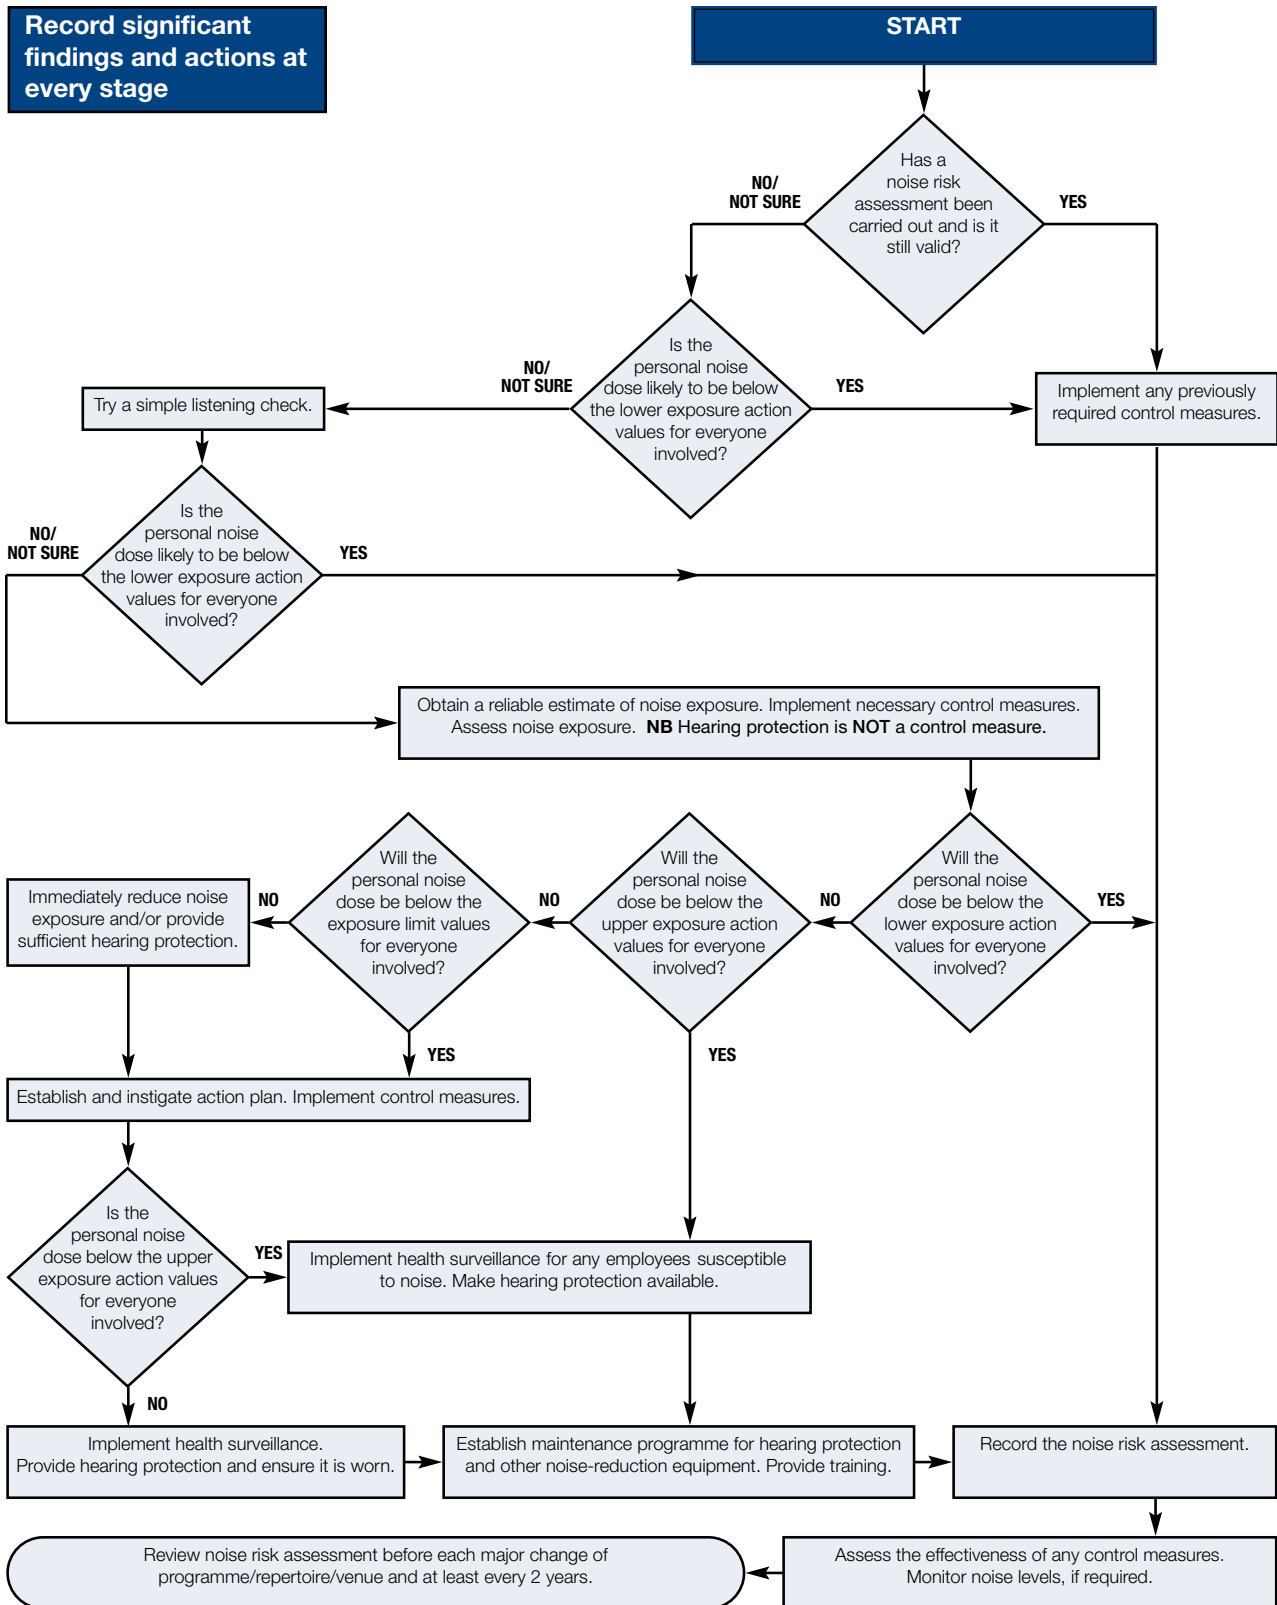 Record significant
findings and actions at
every stage
START
Has a
noise risk
assessment been
carried out and is it
still valid?
NO/
NOT SURE
YES
Is the
personal noise
dose likely to be below
the lower exposure action
values for everyone
involved?
NO/
NOT SURE
YES
Implement any previously
required control measures.
Try a simple listening check.
Is the
personal noise
dose likely to be below
the lower exposure action
values for everyone
involved?
NO/
NOT SURE
YES
Obtain a reliable estimate of noise exposure. Implement necessary control measures.
Assess noise exposure. NB Hearing protection is NOT a control measure.
Will the
personal noise
dose be below the
lower exposure action
values for everyone
involved?
YES
NO
Will the
personal noise
dose be below the
upper exposure action
values for everyone
involved?
NO
YES
Will the
personal noise
dose be below the
exposure limit values
for everyone
involved?
NO
YES
Immediately reduce noise
exposure and/or provide
sufficient hearing protection.
Establish and instigate action plan. Implement control measures.
Is the
personal noise
dose below the upper
exposure action values
for everyone
involved?
YES
NO
Implement health surveillance for any employees susceptible
to noise. Make hearing protection available.
Implement health surveillance.
Provide hearing protection and ensure it is worn.
Establish maintenance programme for hearing protection
and other noise-reduction equipment. Provide training.
Record the noise risk assessment.
Assess the effectiveness of any control measures.
Monitor noise levels, if required.
Review noise risk assessment before each major change of
programme/repertoire/venue and at least every 2 years.